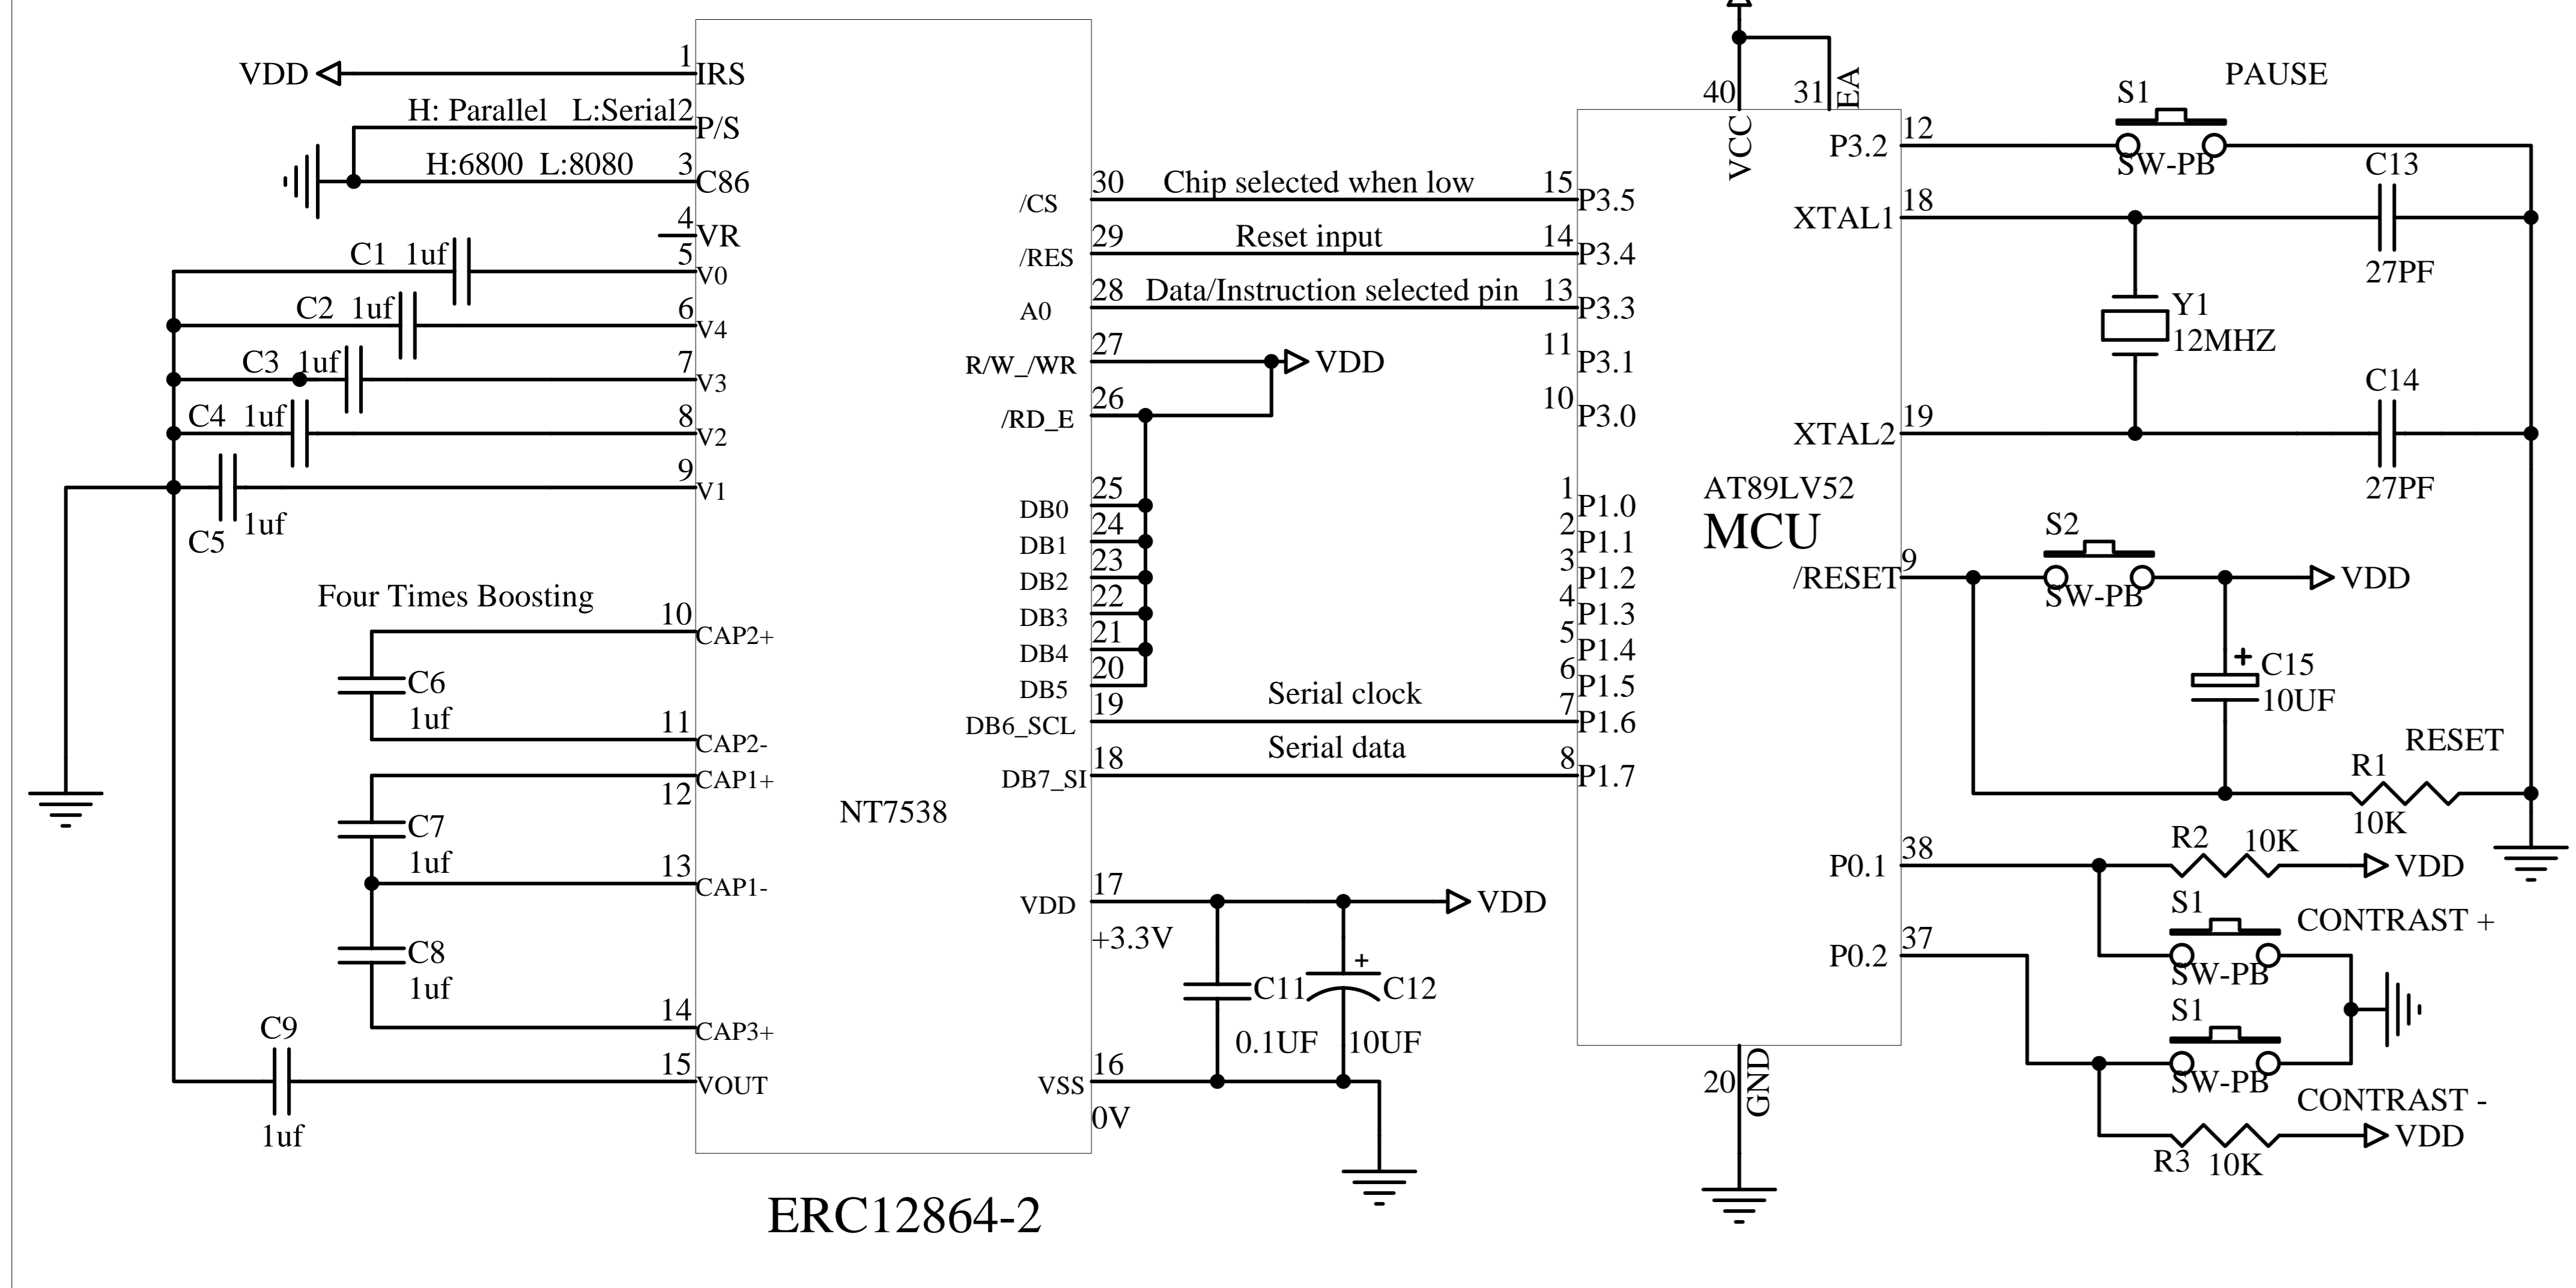 1
VDD
IRS
H: Parallel L:Serial
2
P/S
H:6800 L:8080
3
C86
4
VR
C1 1uf
5
V0
C2 1uf
6
V4
C3 1uf
7
V3
C4 1uf
8
V2
9
V1
1uf
C5
Four Times Boosting
10
CAP2+
C6
1uf
11
CAP2-
CAP1+
12
C7
1uf
13
CAP1-
C8
1uf
14
CAP3+
C9
15
VOUT
1uf
NT7538
ERC12864-2
30
Chip selected when low
15
/CS
P3.5
29
Reset input
14
/RES
P3.4
28
Data/Instruction selected pin
13
A0
P3.3
27
R/W_/WR
VDD
11
P3.1
26
/RD_E
10
P3.0
25
DB0
24
DB1
23
DB2
22
DB3
21
DB4
20
DB5
19
DB6_SCL
Serial clock
18
DB7_SI
Serial data
17
VDD
VDD
+3.3V
C11
0.1UF
+
C12
10UF
16
VSS
0V
1
P1.0
2
P1.1
3
P1.2
4
P1.3
5
P1.4
6
P1.5
7
P1.6
8
P1.7
40
VCC
31
EA
AT89LV52
MCU
20
GND
PAUSE
S1
12
P3.2
SW-PB
C13
18
XTAL1
27PF
Y1
12MHZ
C14
19
XTAL2
27PF
S2
9
/RESET
SW-PB
VDD
+
C15
10UF
RESET
R1
10K
R2 10K
38
P0.1
VDD
S1
CONTRAST +
37
P0.2
SW-PB
S1
SW-PB
CONTRAST -
VDD
R3 10K